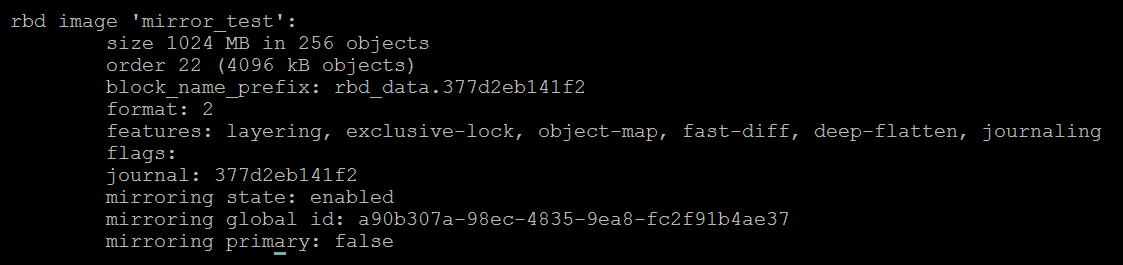 rbd image 'mirror_test':
size 1024 MB in 256 objects
order 22 (4096 kB objects)
block_name_prefix: rbd_data.377d2eb141f2
format: 2
features: layering, exclusive-lock, object-map, fast-diff, deep-flatten, journaling
flags:
journal: 377d2eb141f2
mirroring state: enabled
mirroring global id: a90b307a-98ec-4835-9ea8-fc2f91b4ae37
mirroring primary: false